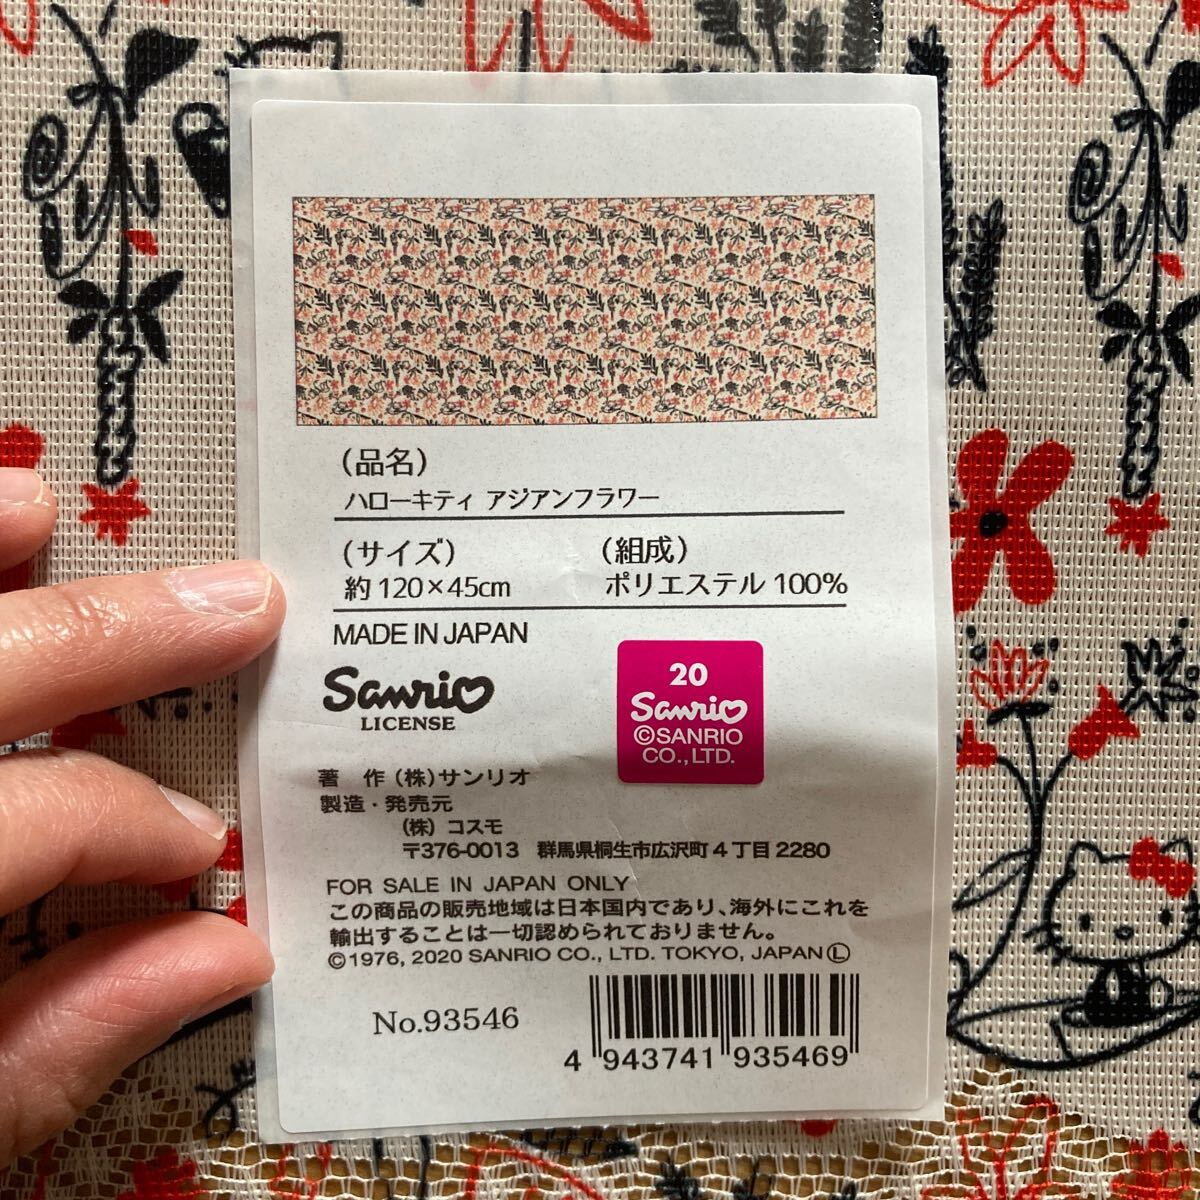 (品名)
ハローキティ アジアンフラワー
(サイズ) (組成)
約120×45cm ポリエステル100%
MADE IN JAPAN
Sanrio
LICENSE
20
Sanrio
©SANRIO
CO.,LTD.
著 作 (株)サンリオ
製造・発売元
(株) コスモ
〒376-0013 群馬県桐生市広沢町4丁目2280
FOR SALE IN JAPAN ONLY
この商品の販売地域は日本国内であり、海外にこれを
輸出することは一切認められておりません。
©1976, 2020 SANRIO CO., LTD. TOKYO, JAPAN Ⓛ
No.93546
4 943741 935469